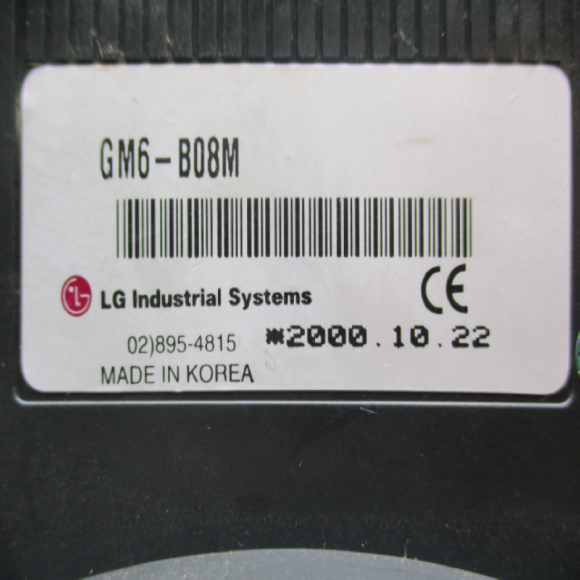 GM6-B08M
LG Industrial Systems
CE
02)895-4815 *2000.10.22
MADE IN KOREA